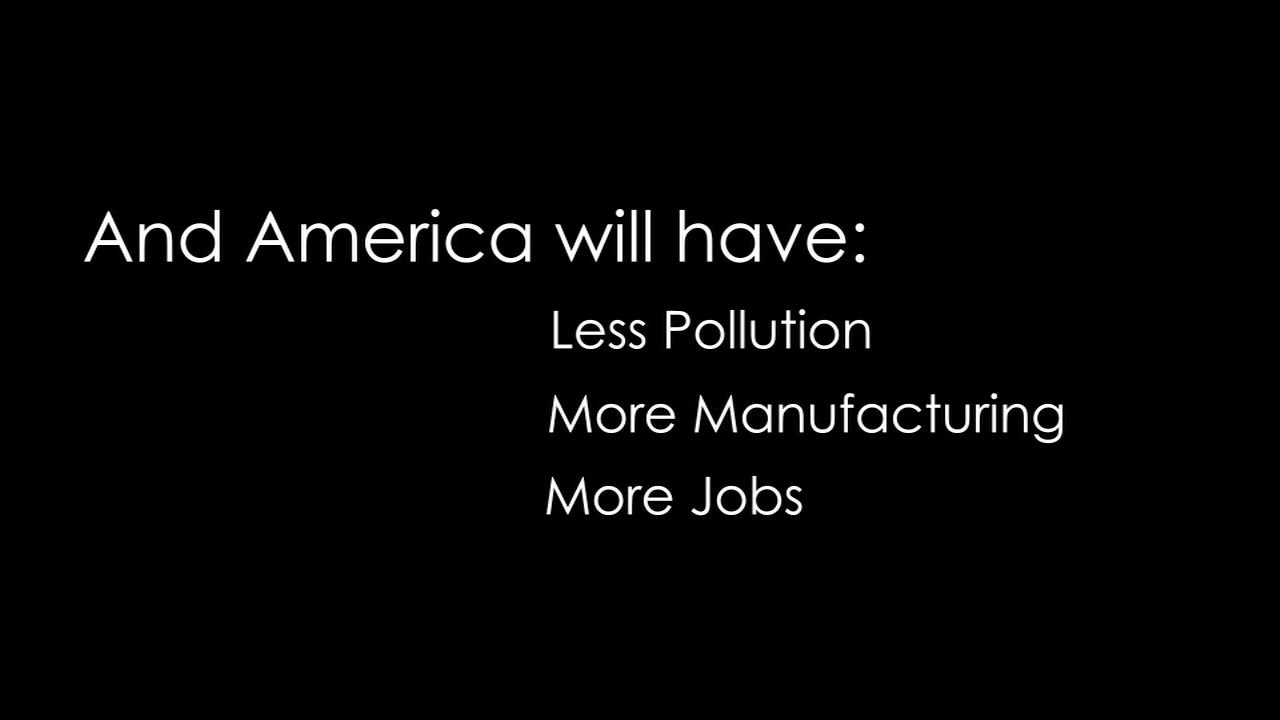 And America will have:
Less Pollution
More Manufacturing
More Jobs